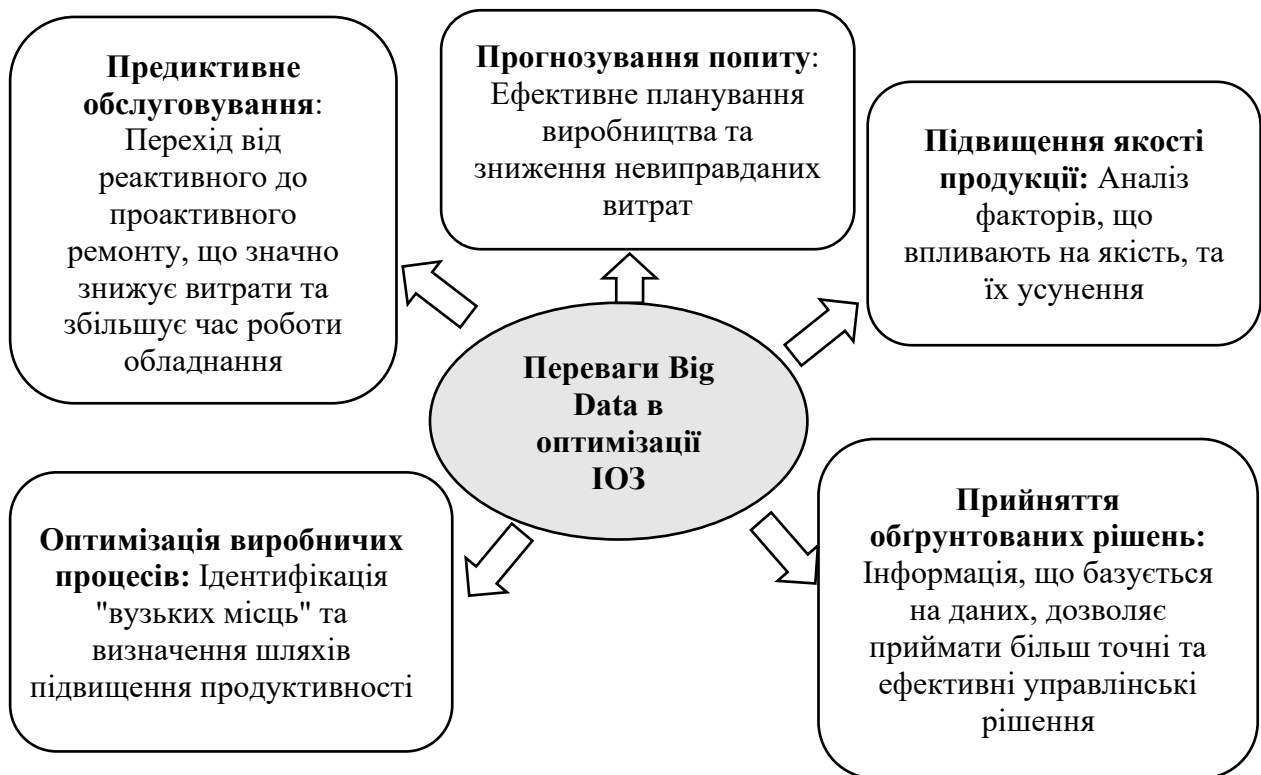 Предиктивне
обслуговування:
Перехід від
реактивного до
проактивного
ремонту, що значно
знижує витрати та
збільшує час роботи
обладнання
Прогнозування попиту:
Ефективне планування
виробництва та
зниження невиправданих
витрат
Підвищення якості
продукції: Аналіз
факторів, що
впливають на якість, та
їх усунення
Переваги Big
Data в
оптимізації
ІОЗ
Оптимізація виробничих
процесів: Ідентифікація
"вузьких місць" та
визначення шляхів
підвищення продуктивності
Прийняття
обґрунтованих рішень:
Інформація, що базується
на даних, дозволяє
приймати більш точні та
ефективні управлінські
рішення